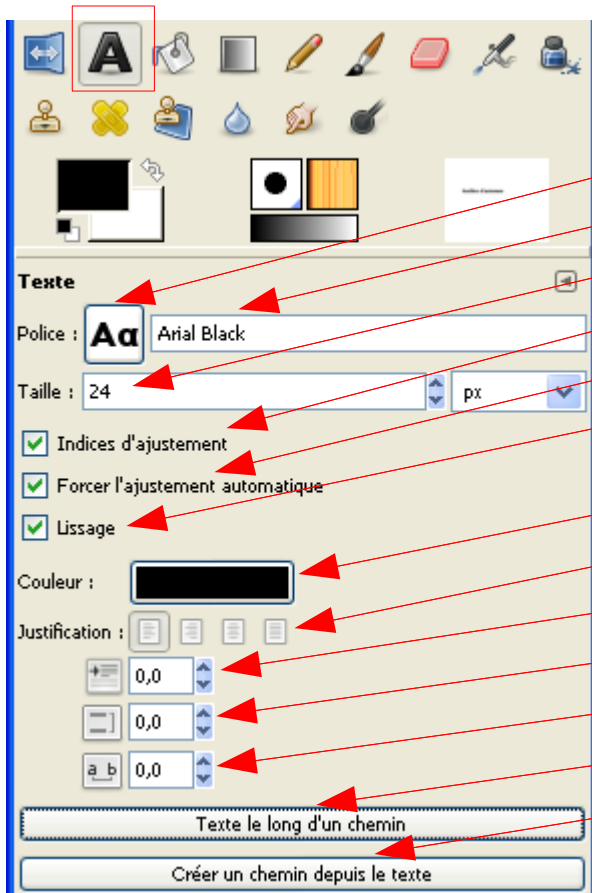 A
Texte
Police : Aα Arial Black
Taille : 24 px
Indices d'ajustement
Forcer l'ajustement automatique
Lissage
Couleur :
Justification :
0,0
0,0
a b 0,0
Texte le long d'un chemin
Créer un chemin depuis le texte